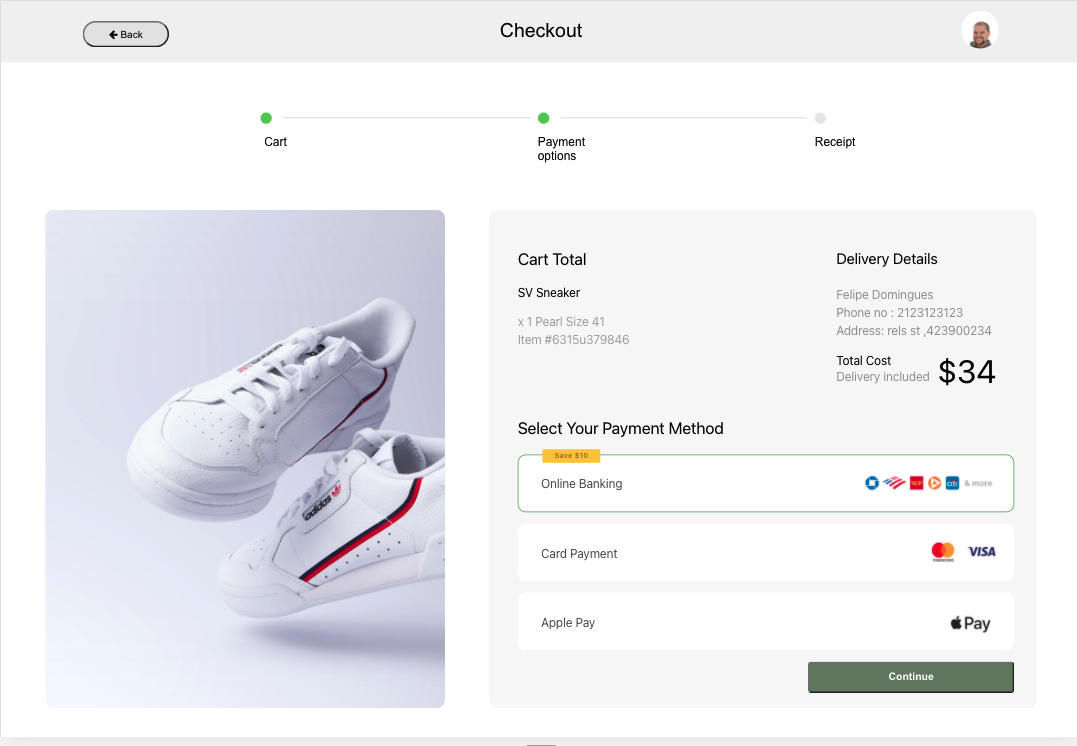 Back
Checkout
Cart
Payment
options
Receipt
adidas
Cart Total
SV Sneaker
x 1 Pearl Size 41
Item #6315u379846
Delivery Details
Felipe Domingues
Phone no : 2123123123
Address: rels st ,423900234
Total Cost
Delivery included
$34
Select Your Payment Method
Save $10
Online Banking
WF
citi
& more
Card Payment
mastercard
VISA
Apple Pay
Pay
Continue